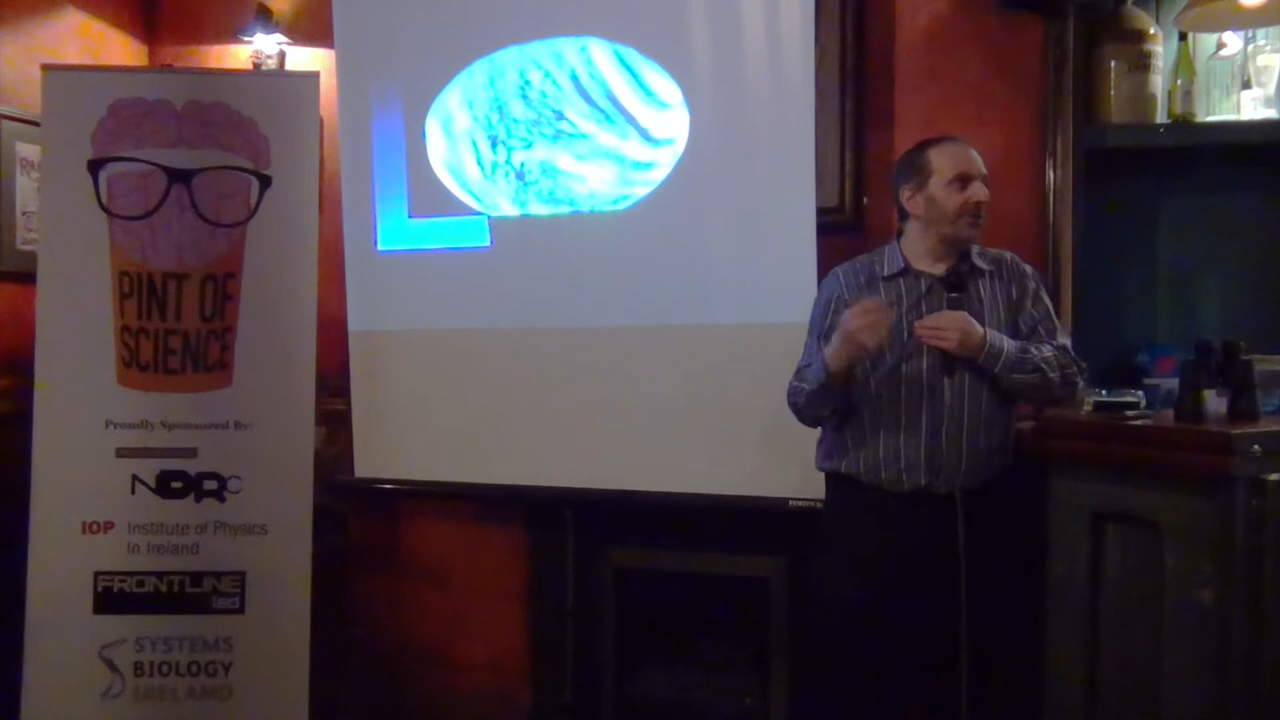 PINT OF
SCIENCE
Proudly Sponsored By:
NDRC
IOP Institute of Physics
In Ireland
FRONTLINE
led
SYSTEMS
BIOLOGY
IRELAND